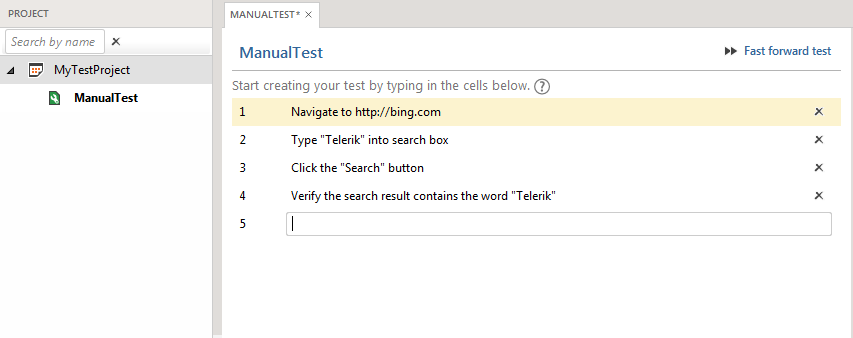 PROJECT
Search by name
MyTestProject
ManualTest
MANUALTEST*
ManualTest
Fast forward test
Start creating your test by typing in the cells below. ?
1 Navigate to http://bing.com
2 Type "Telerik" into search box
3 Click the "Search" button
4 Verify the search result contains the word "Telerik"
5